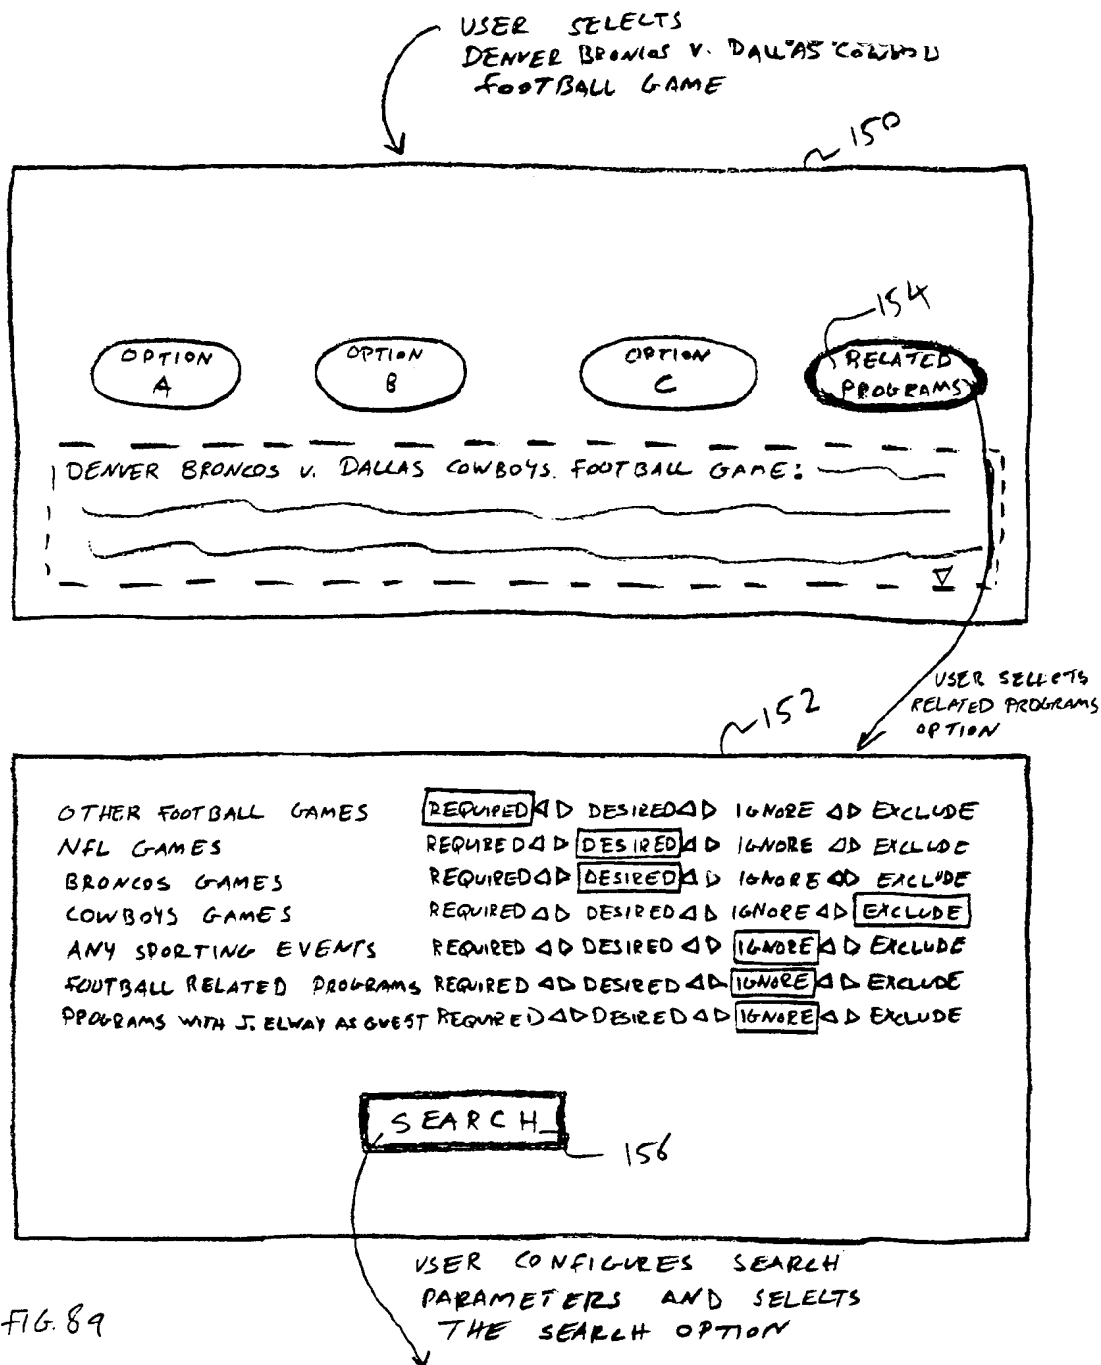 USER SELECTS
DENVER BRONCOS V. DALLAS COWBOY
FOOTBALL GAME
150
154
OPTION A
OPTION B
OPTION C
RELATED PROGRAMS
DENVER BRONCOS V. DALLAS COWBOYS. FOOTBALL GAME:
USER SELECTS
RELATED PROGRAMS
OPTION
152
OTHER FOOTBALL GAMES REQUIRED ◁ ▷ DESIRED ◁ ▷ IGNORE ◁ ▷ EXCLUDE
NFL GAMES REQUIRED ◁ ▷ DESIRED ◁ ▷ IGNORE ◁ ▷ EXCLUDE
BRONCOS GAMES REQUIRED ◁ ▷ DESIRED ◁ ▷ IGNORE ◁ ▷ EXCLUDE
COWBOYS GAMES REQUIRED ◁ ▷ DESIRED ◁ ▷ IGNORE ◁ ▷ EXCLUDE
ANY SPORTING EVENTS REQUIRED ◁ ▷ DESIRED ◁ ▷ IGNORE ◁ ▷ EXCLUDE
FOOTBALL RELATED PROGRAMS REQUIRED ◁ ▷ DESIRED ◁ ▷ IGNORE ◁ ▷ EXCLUDE
PROGRAMS WITH J. ELWAY AS GUEST REQUIRED ◁ ▷ DESIRED ◁ ▷ IGNORE ◁ ▷ EXCLUDE
SEARCH
156
USER CONFIGURES SEARCH
PARAMETERS AND SELECTS
THE SEARCH OPTION
FIG. 8a